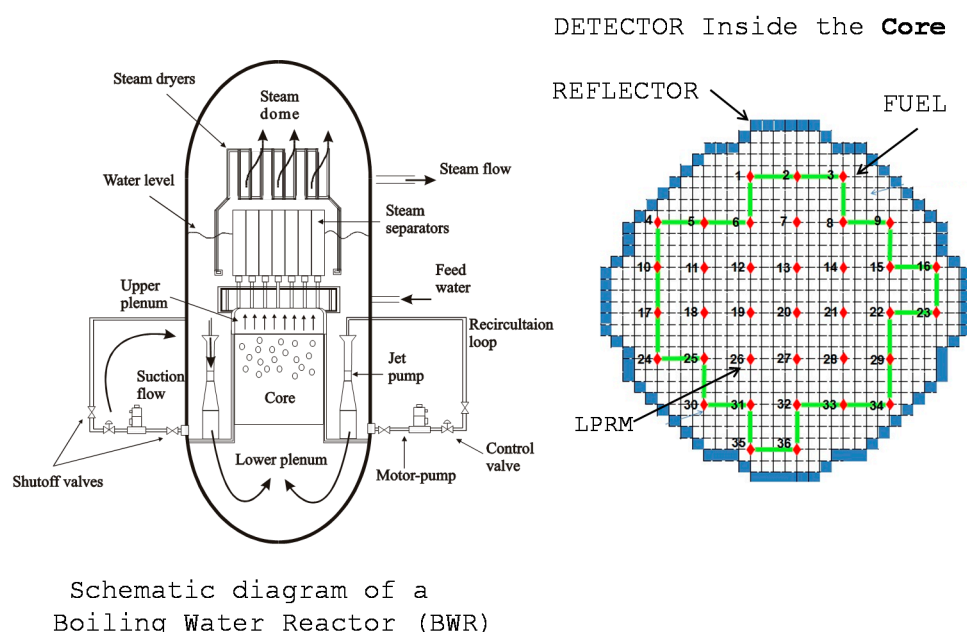 DETECTOR Inside the Core
REFLECTOR
FUEL
Steam dryers
Steam
dome
Steam flow
Water level
Steam
separators
Feed
water
Upper
plenum
Recircultaion
loop
Jet
pump
Suction
flow
Core
Control
valve
Lower plenum
Motor-pump
Shutoff valves
1 2 3
4 5 6 7 8 9
10 11 12 13 14 15 16
17 18 19 20 21 22 23
24 25 26 27 28 29
30 31 32 33 34
LPRM
35 36
Schematic diagram of a
Boiling Water Reactor (BWR)